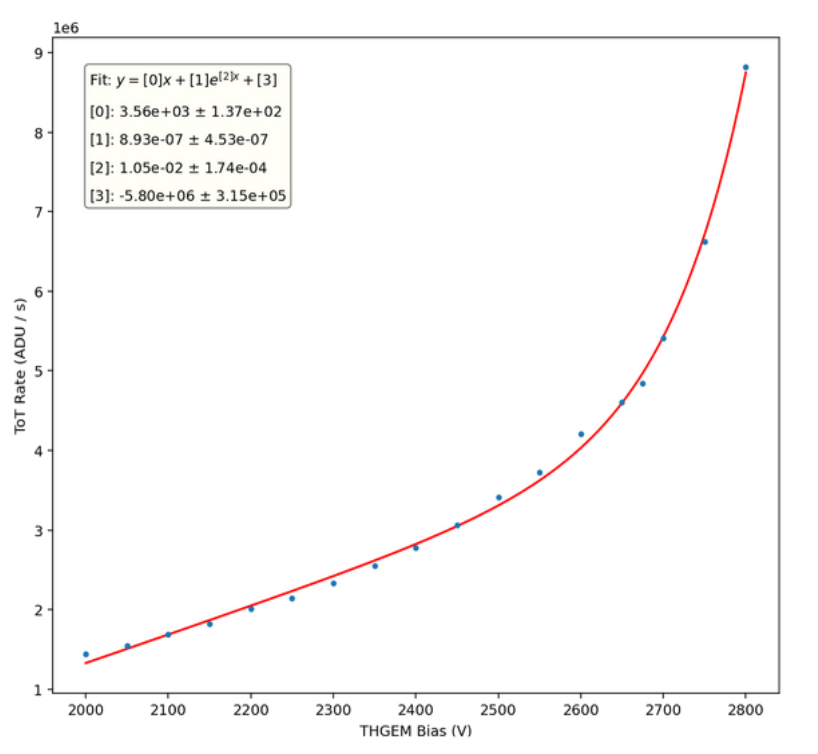 1e6
9
8
7
6
5
4
3
2
1
ToT Rate (ADU / s)
Fit: y = [0]x + [1]e^{[2]x} + [3]
[0]: 3.56e+03 ± 1.37e+02
[1]: 8.93e-07 ± 4.53e-07
[2]: 1.05e-02 ± 1.74e-04
[3]: -5.80e+06 ± 3.15e+05
2000 2100 2200 2300 2400 2500 2600 2700 2800
THGEM Bias (V)